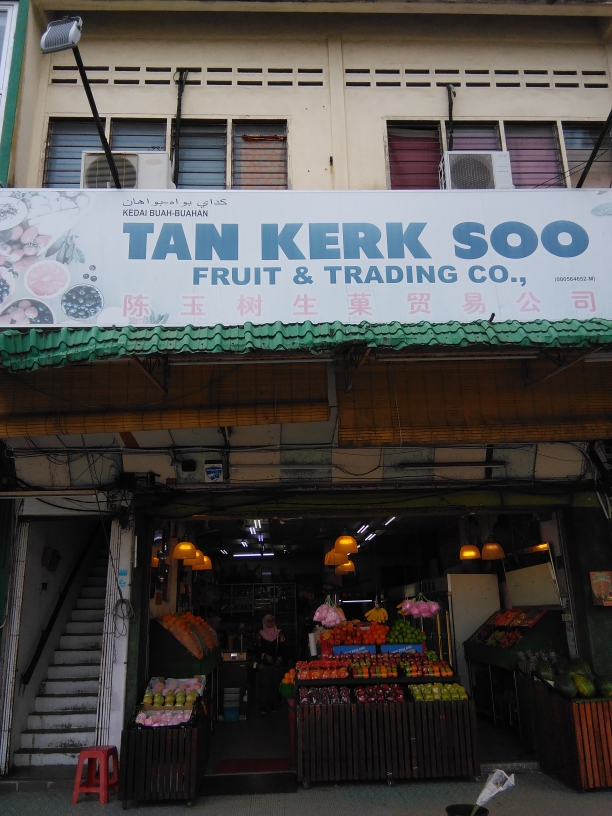 كداي بواه-بواهن
KEDAI BUAH-BUAHAN
TAN KERK SOO
FRUIT & TRADING CO.,
(000564652-M)
陈玉树生菓贸易公司